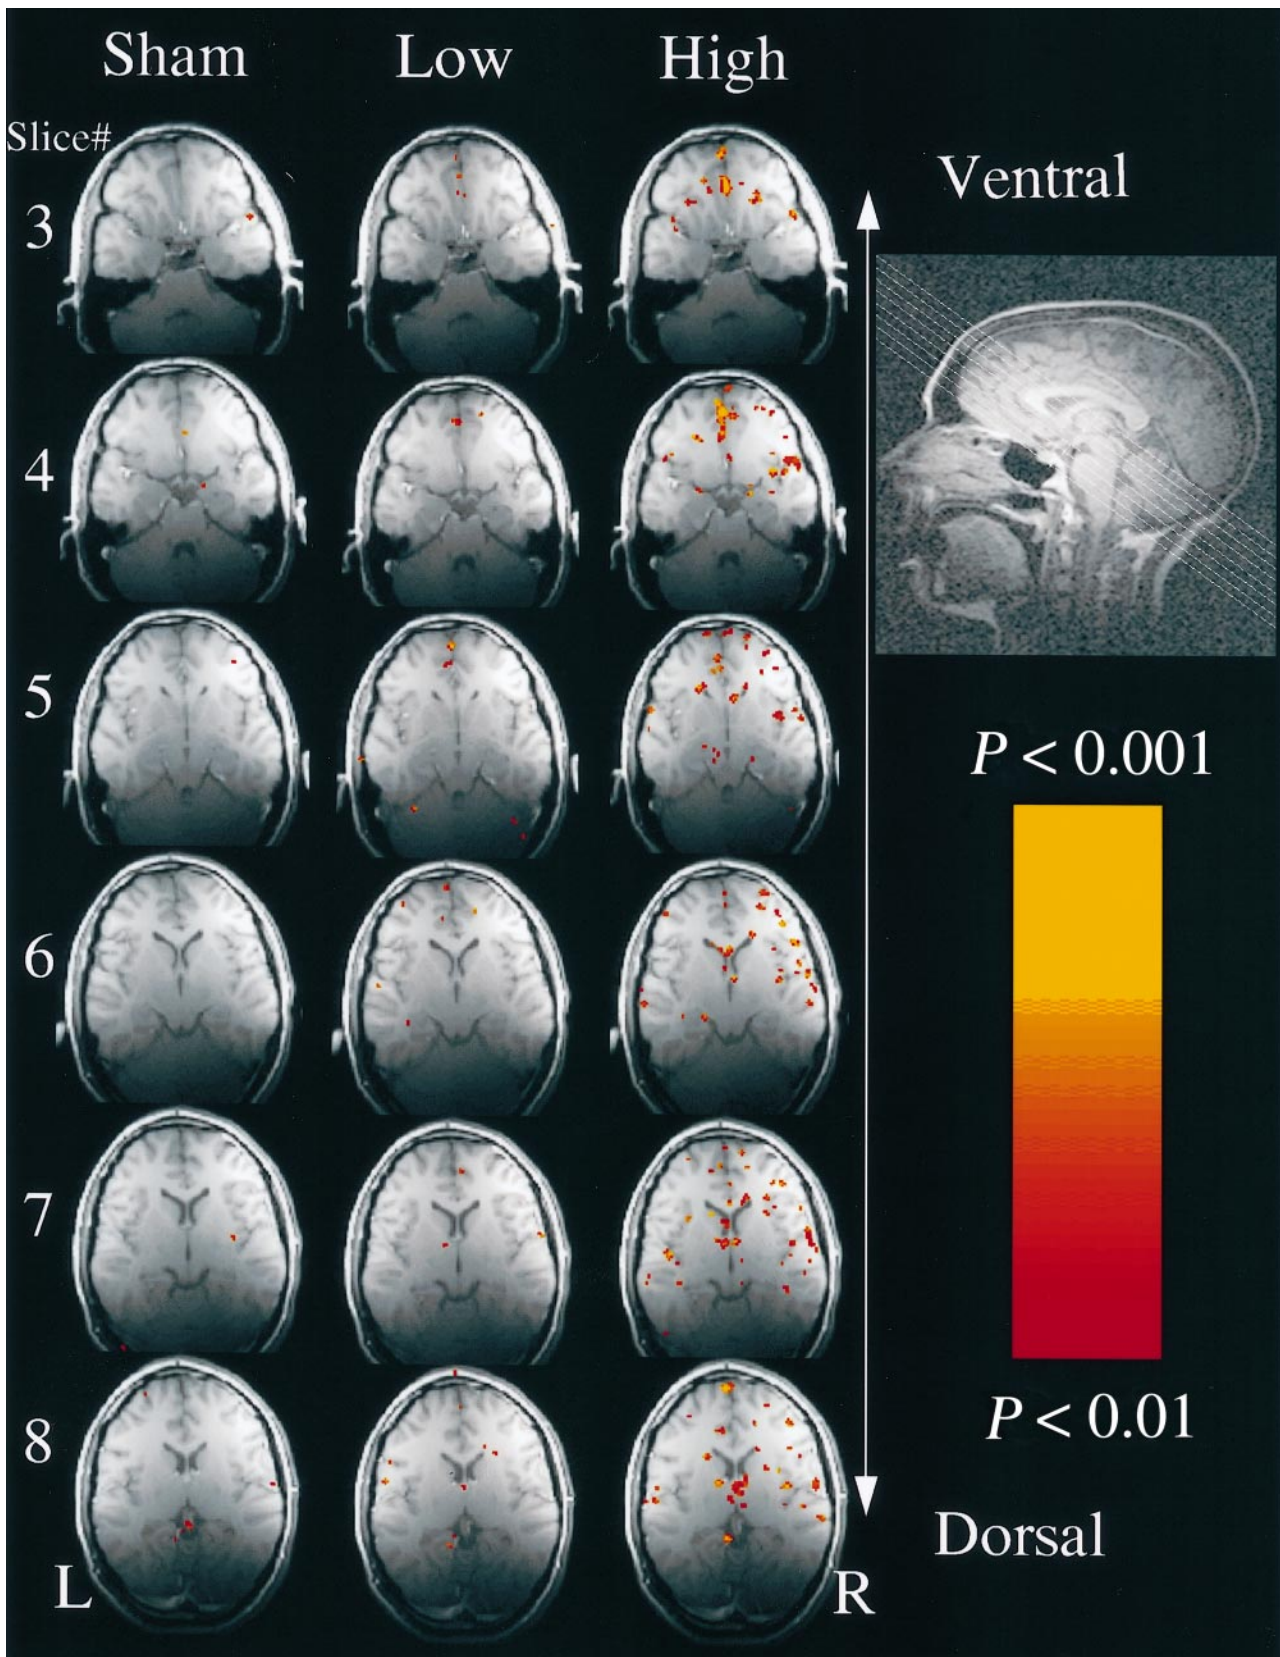 Sham Low High
Slice#
3
4
5
6
7
8
L
R
Ventral
P < 0.001
P < 0.01
Dorsal